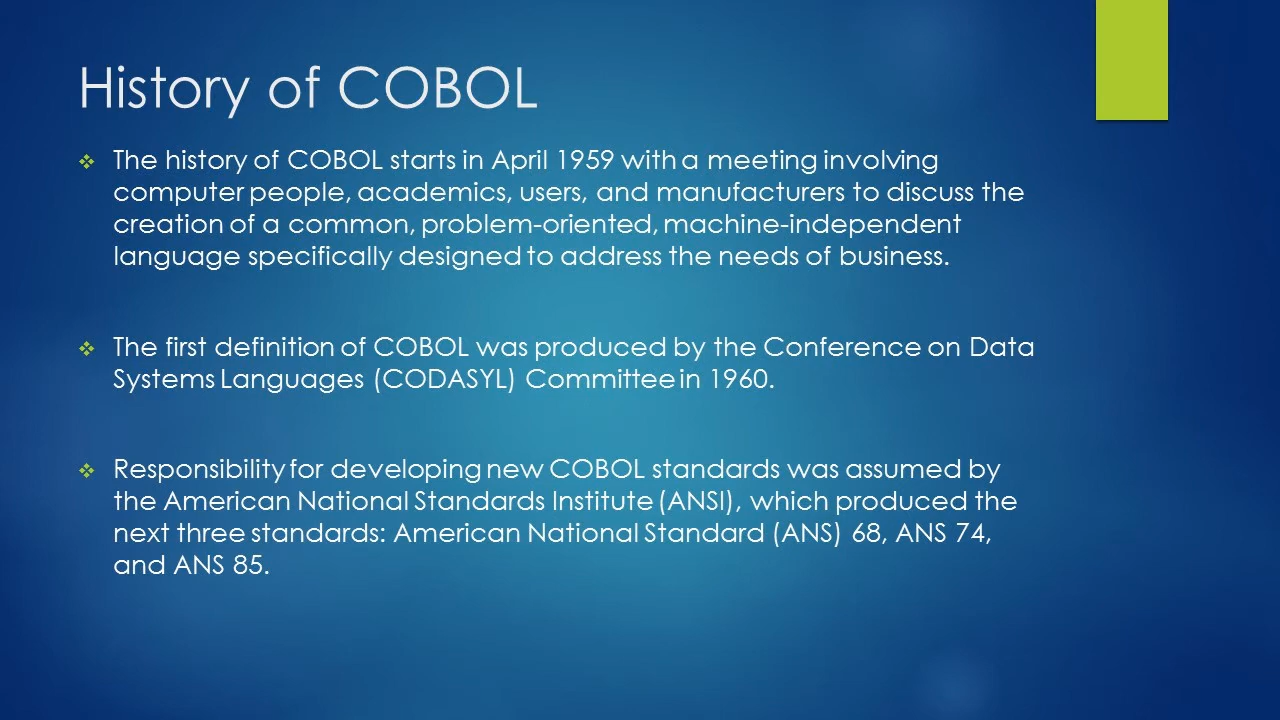 History of COBOL
The history of COBOL starts in April 1959 with a meeting involving
computer people, academics, users, and manufacturers to discuss the
creation of a common, problem-oriented, machine-independent
language specifically designed to address the needs of business.
The first definition of COBOL was produced by the Conference on Data
Systems Languages (CODASYL) Committee in 1960.
Responsibility for developing new COBOL standards was assumed by
the American National Standards Institute (ANSI), which produced the
next three standards: American National Standard (ANS) 68, ANS 74,
and ANS 85.